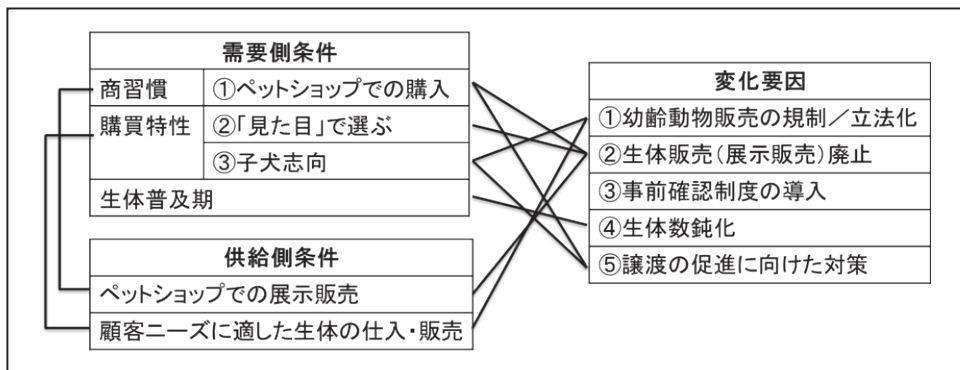 需要側条件
商習慣 ①ペットショップでの購入
購買特性 ②「見た目」で選ぶ
③子犬志向
生体普及期
供給側条件
ペットショップでの展示販売
顧客ニーズに適した生体の仕入・販売
変化要因
①幼齢動物販売の規制／立法化
②生体販売（展示販売）廃止
③事前確認制度の導入
④生体数鈍化
⑤譲渡の促進に向けた対策